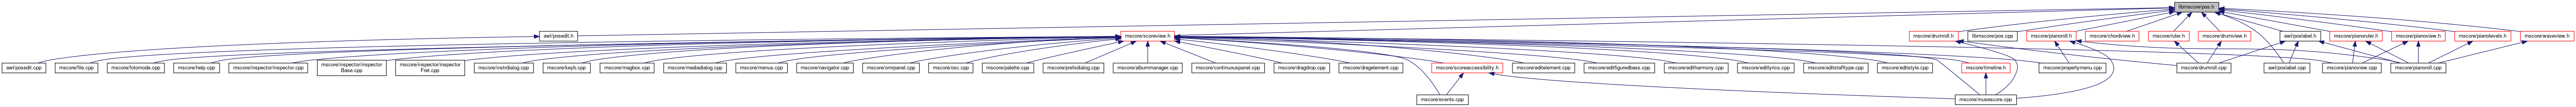 libmscore/pos.h
awl/posedit.h
mscore/scoreview.h
mscore/drumroll.h
libmscore/pos.cpp
mscore/pianoroll.h
mscore/chordview.h
mscore/ruler.h
mscore/drumview.h
awl/poslabel.h
mscore/pianoruler.h
mscore/pianoview.h
mscore/pianolevels.h
mscore/waveview.h
awl/posedit.cpp
mscore/file.cpp
mscore/fotomode.cpp
mscore/help.cpp
mscore/inspector/inspector.cpp
mscore/inspector/inspector
Base.cpp
mscore/inspector/inspector
Fret.cpp
mscore/instrdialog.cpp
mscore/keyb.cpp
mscore/magbox.cpp
mscore/mediadialog.cpp
mscore/menus.cpp
mscore/navigator.cpp
mscore/omrpanel.cpp
mscore/osc.cpp
mscore/palette.cpp
mscore/prefsdialog.cpp
mscore/albummanager.cpp
mscore/continuouspanel.cpp
mscore/dragdrop.cpp
mscore/dragelement.cpp
mscore/scoreaccessibility.h
mscore/editelement.cpp
mscore/editfiguredbass.cpp
mscore/editharmony.cpp
mscore/editlyrics.cpp
mscore/editstafftype.cpp
mscore/editstyle.cpp
mscore/timeline.h
mscore/propertymenu.cpp
mscore/drumroll.cpp
awl/poslabel.cpp
mscore/pianoview.cpp
mscore/pianoroll.cpp
mscore/events.cpp
mscore/musescore.cpp